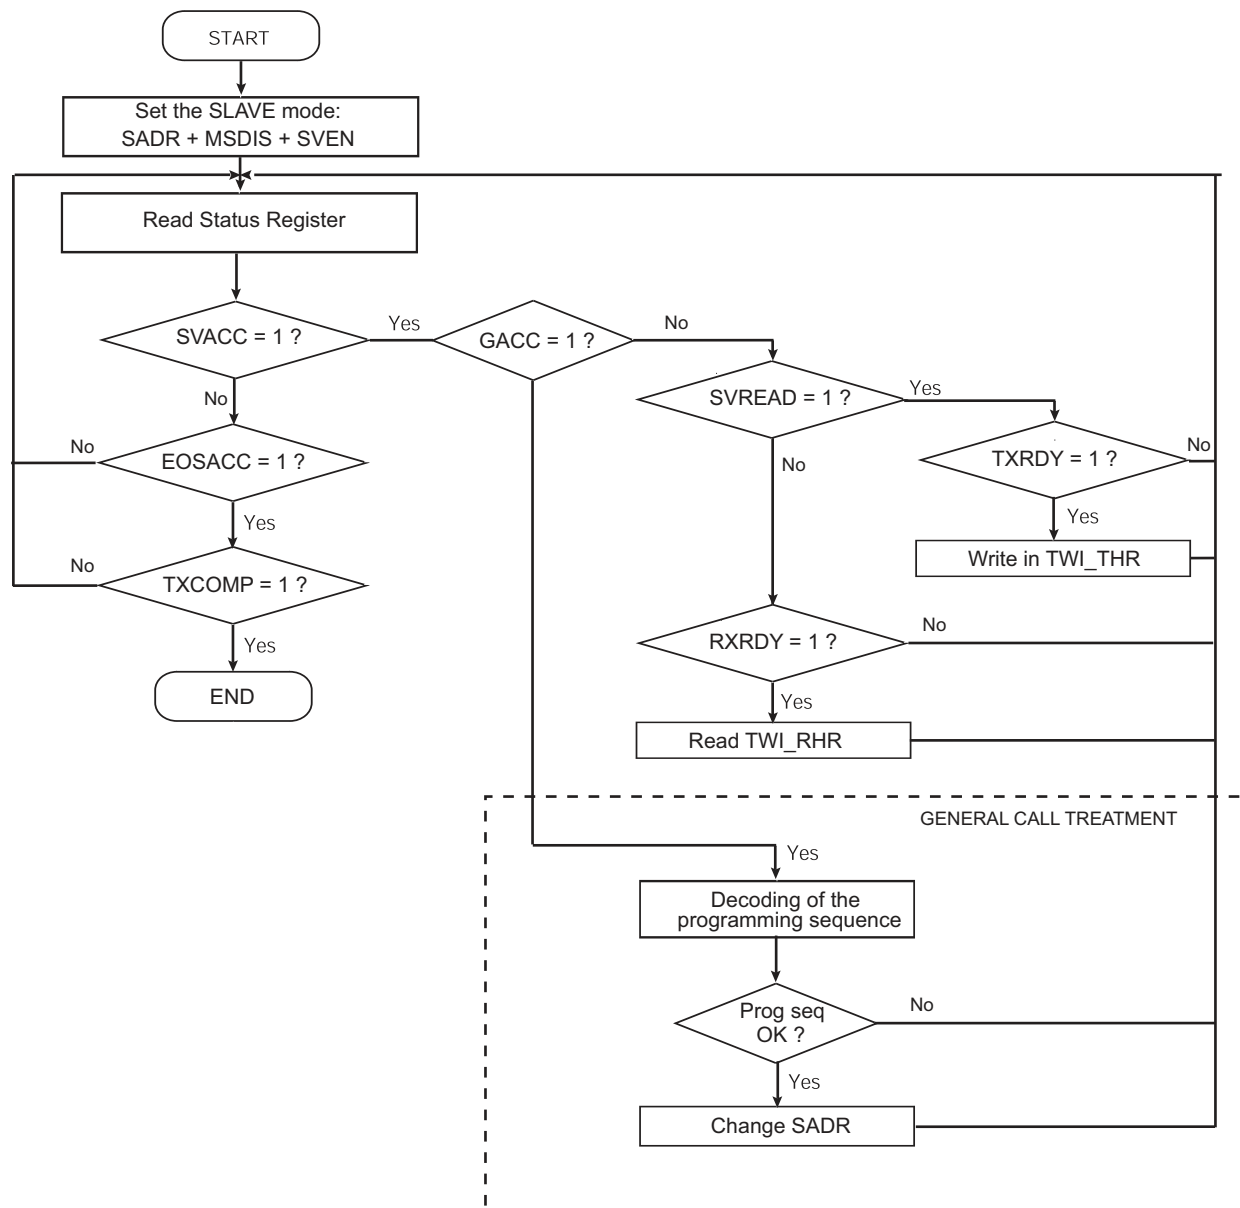 START
Set the SLAVE mode:
SADR + MSDIS + SVEN
Read Status Register
SVACC = 1 ?
Yes
GACC = 1 ?
No
SVREAD = 1 ?
Yes
No
EOSACC = 1 ?
No
No
TXRDY = 1 ?
No
Yes
Yes
Write in TWI_THR
No
TXCOMP = 1 ?
RXRDY = 1 ?
No
Yes
END
Yes
Read TWI_RHR
GENERAL CALL TREATMENT
Yes
Decoding of the
programming sequence
Prog seq
OK ?
No
Yes
Change SADR